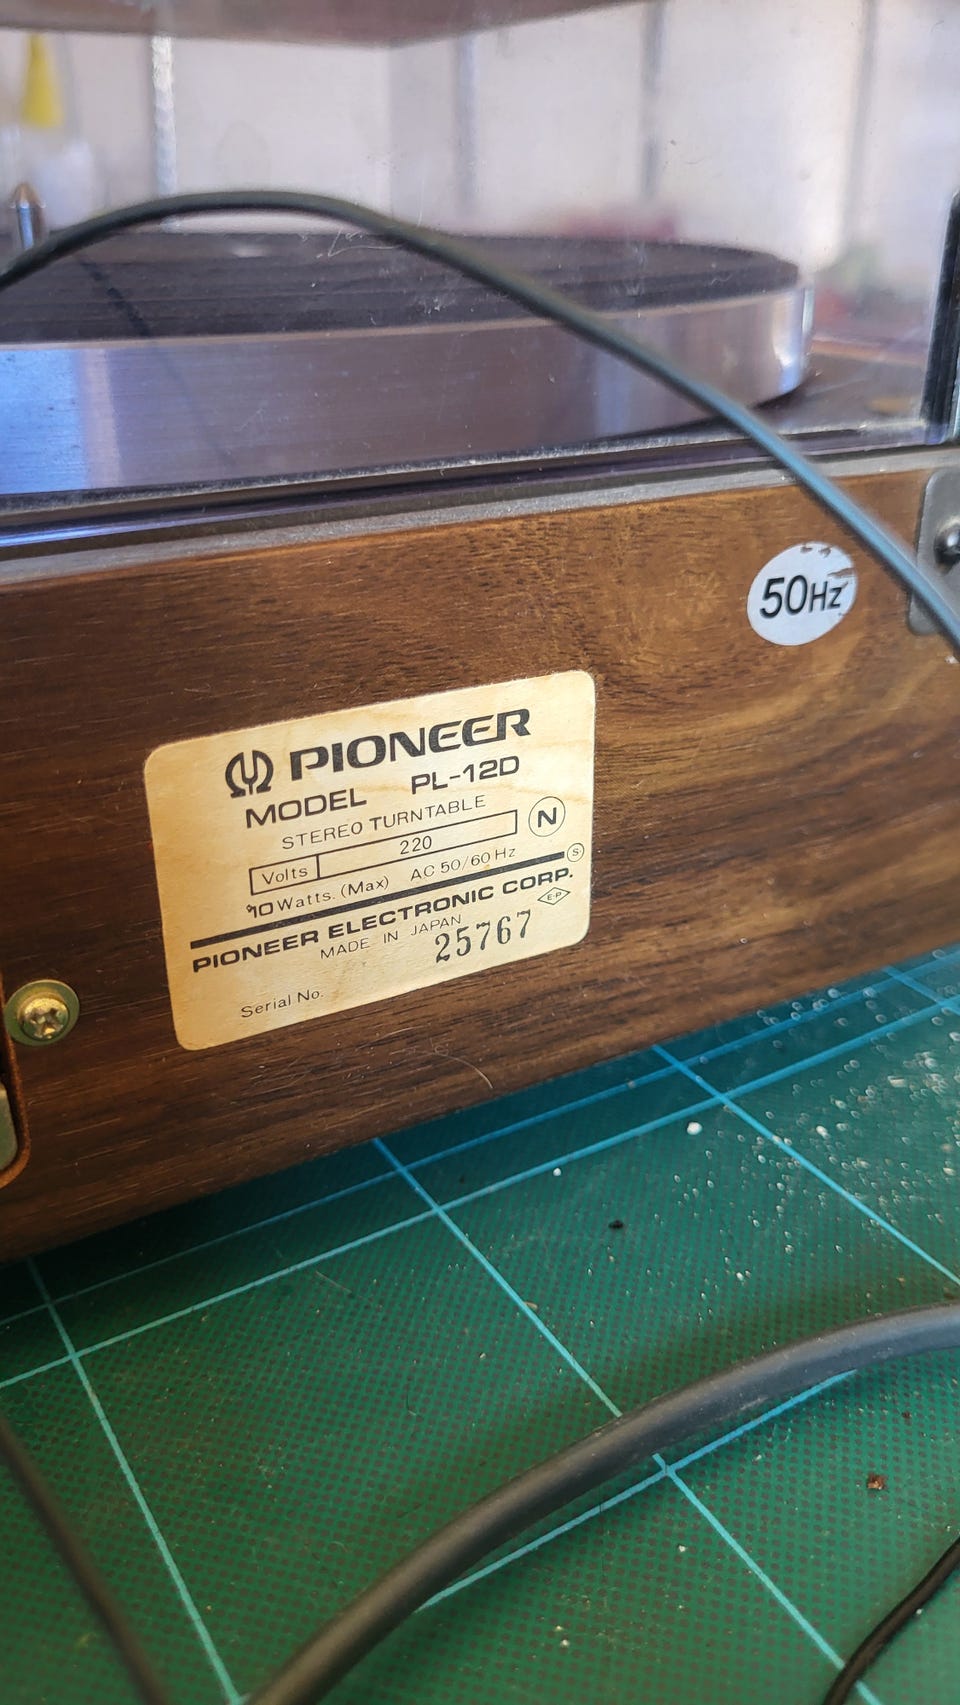 50Hz
PIONEER
MODEL PL-12D
STEREO TURNTABLE
Volts 220 N
10 Watts. (Max) AC 50/60 Hz S
PIONEER ELECTRONIC CORP.
MADE IN JAPAN E-P
25767
Serial No.